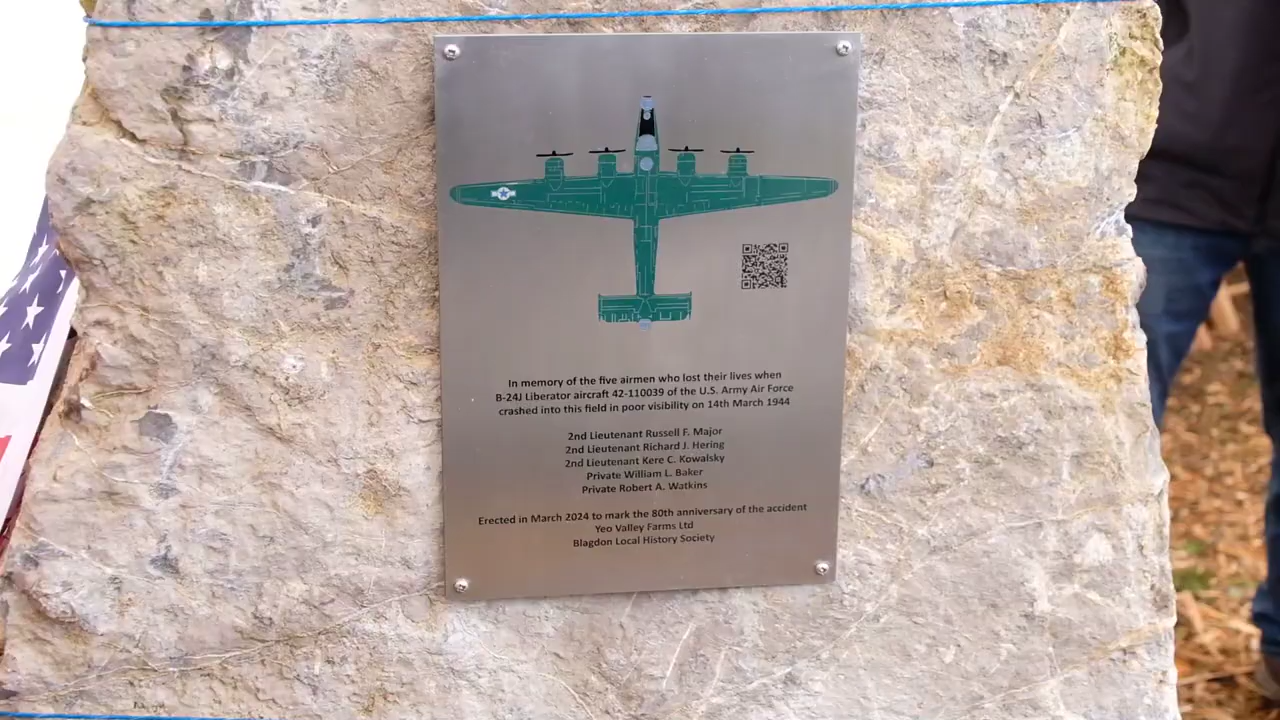 In memory of the five airmen who lost their lives when
B-24J Liberator aircraft 42-110039 of the U.S. Army Air Force
crashed into this field in poor visibility on 14th March 1944
2nd Lieutenant Russell F. Major
2nd Lieutenant Richard J. Hering
2nd Lieutenant Kere C. Kowalsky
Private William L. Baker
Private Robert A. Watkins
Erected in March 2024 to mark the 80th anniversary of the accident
Yeo Valley Farms Ltd
Blagdon Local History Society